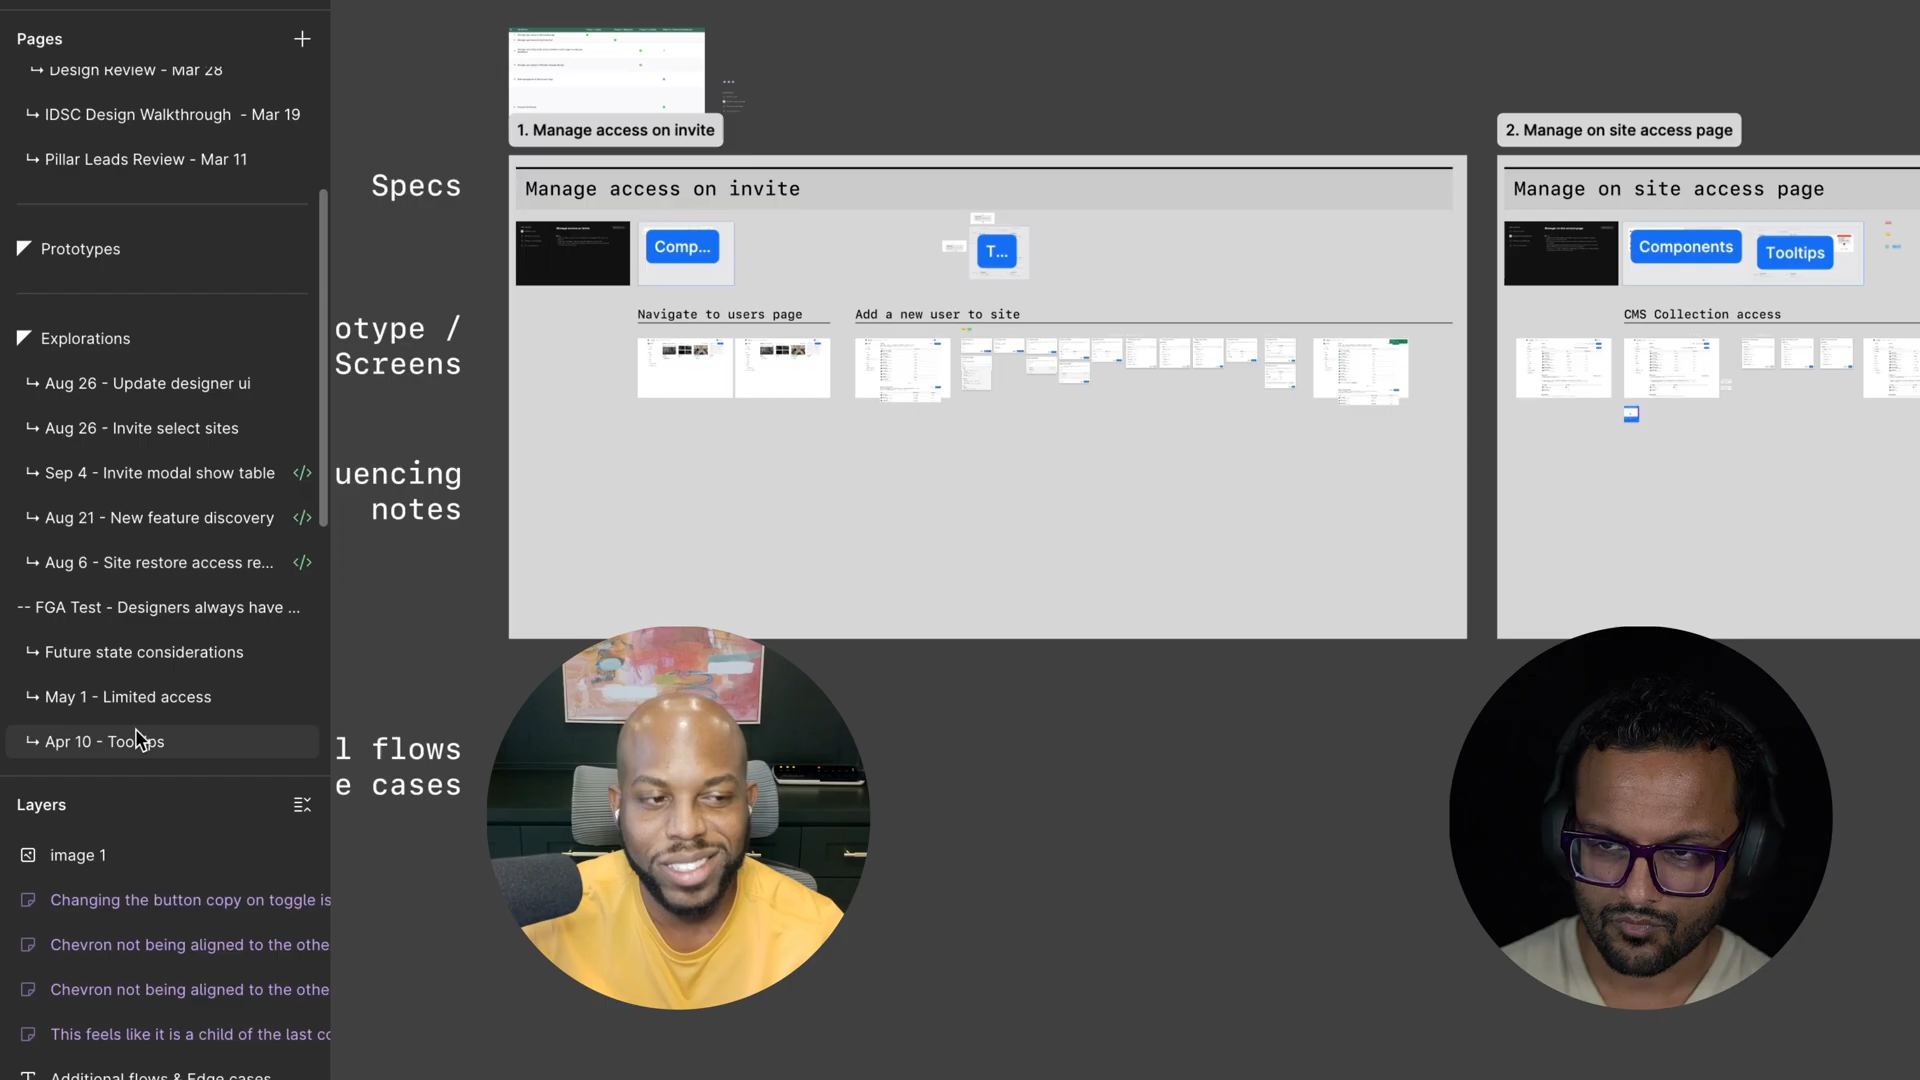 Pages
Design Review - Mar 28
IDSC Design Walkthrough - Mar 19
Pillar Leads Review - Mar 11
Prototypes
Explorations
Aug 26 - Update designer ui
Aug 26 - Invite select sites
Sep 4 - Invite modal show table
Aug 21 - New feature discovery
Aug 6 - Site restore access re...
-- FGA Test - Designers always have ...
Future state considerations
May 1 - Limited access
Apr 10 - Tooltips
Layers
image 1
Changing the button copy on toggle is
Chevron not being aligned to the othe
Chevron not being aligned to the othe
This feels like it is a child of the last co
Additional flows & Edge cases
Specs
otype /
Screens
uencing
notes
l flows
e cases
1. Manage access on invite
Manage access on invite
Comp...
T...
Navigate to users page
Add a new user to site
2. Manage on site access page
Manage on site access page
Components
Tooltips
CMS Collection access